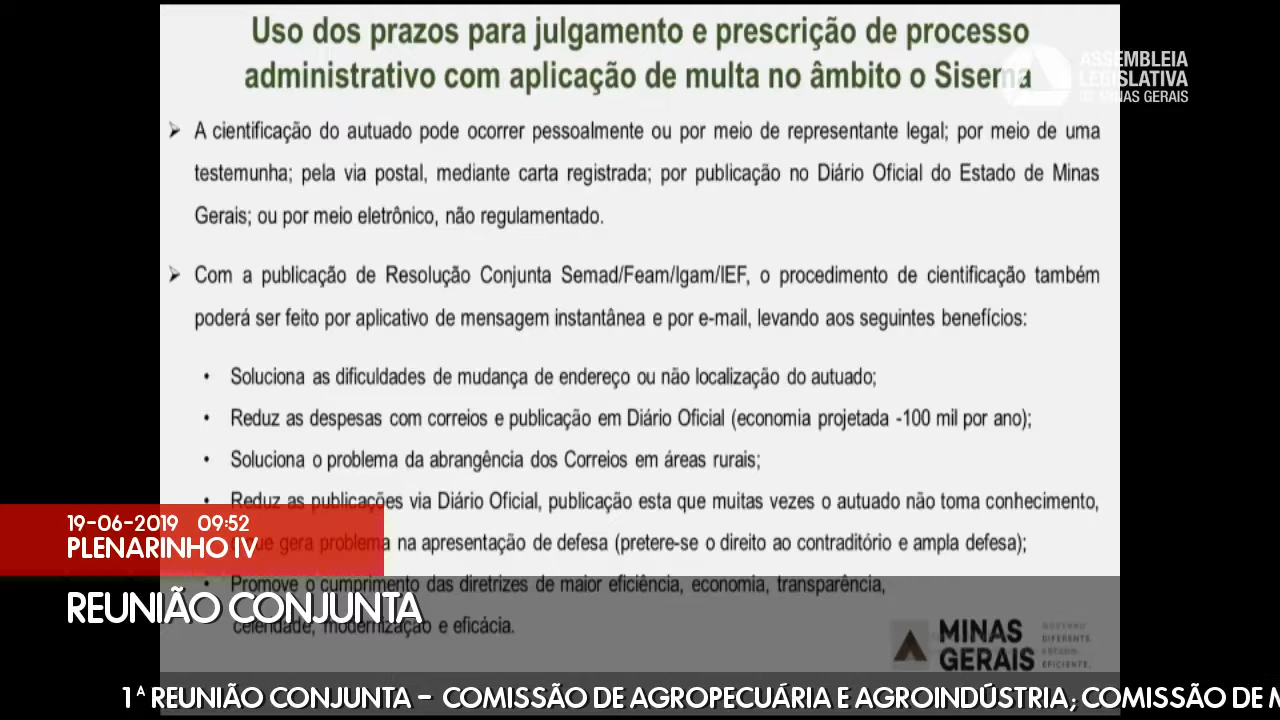 Uso dos prazos para julgamento e prescrição de processo
administrativo com aplicação de multa no âmbito o Sisema
ASSEMBLEIA
LEGISLATIVA
DE MINAS GERAIS
➢ A cientificação do autuado pode ocorrer pessoalmente ou por meio de representante legal; por meio de uma
testemunha; pela via postal, mediante carta registrada; por publicação no Diário Oficial do Estado de Minas
Gerais; ou por meio eletrônico, não regulamentado.
➢ Com a publicação de Resolução Conjunta Semad/Feam/Igam/IEF, o procedimento de cientificação também
poderá ser feito por aplicativo de mensagem instantânea e por e-mail, levando aos seguintes benefícios:
• Soluciona as dificuldades de mudança de endereço ou não localização do autuado;
• Reduz as despesas com correios e publicação em Diário Oficial (economia projetada -100 mil por ano);
• Soluciona o problema da abrangência dos Correios em áreas rurais;
• Reduz as publicações via Diário Oficial, publicação esta que muitas vezes o autuado não toma conhecimento,
que gera problema na apresentação de defesa (pretere-se o direito ao contraditório e ampla defesa);
• Promove o cumprimento das diretrizes de maior eficiência, economia, transparência,
celeridade, modernização e eficácia.
19-06-2019 09:52
PLENARINHO IV
REUNIÃO CONJUNTA
MINAS
GERAIS
GOVERNO
DIFERENTE.
ESTADO
EFICIENTE.
1ª REUNIÃO CONJUNTA - COMISSÃO DE AGROPECUÁRIA E AGROINDÚSTRIA; COMISSÃO DE M